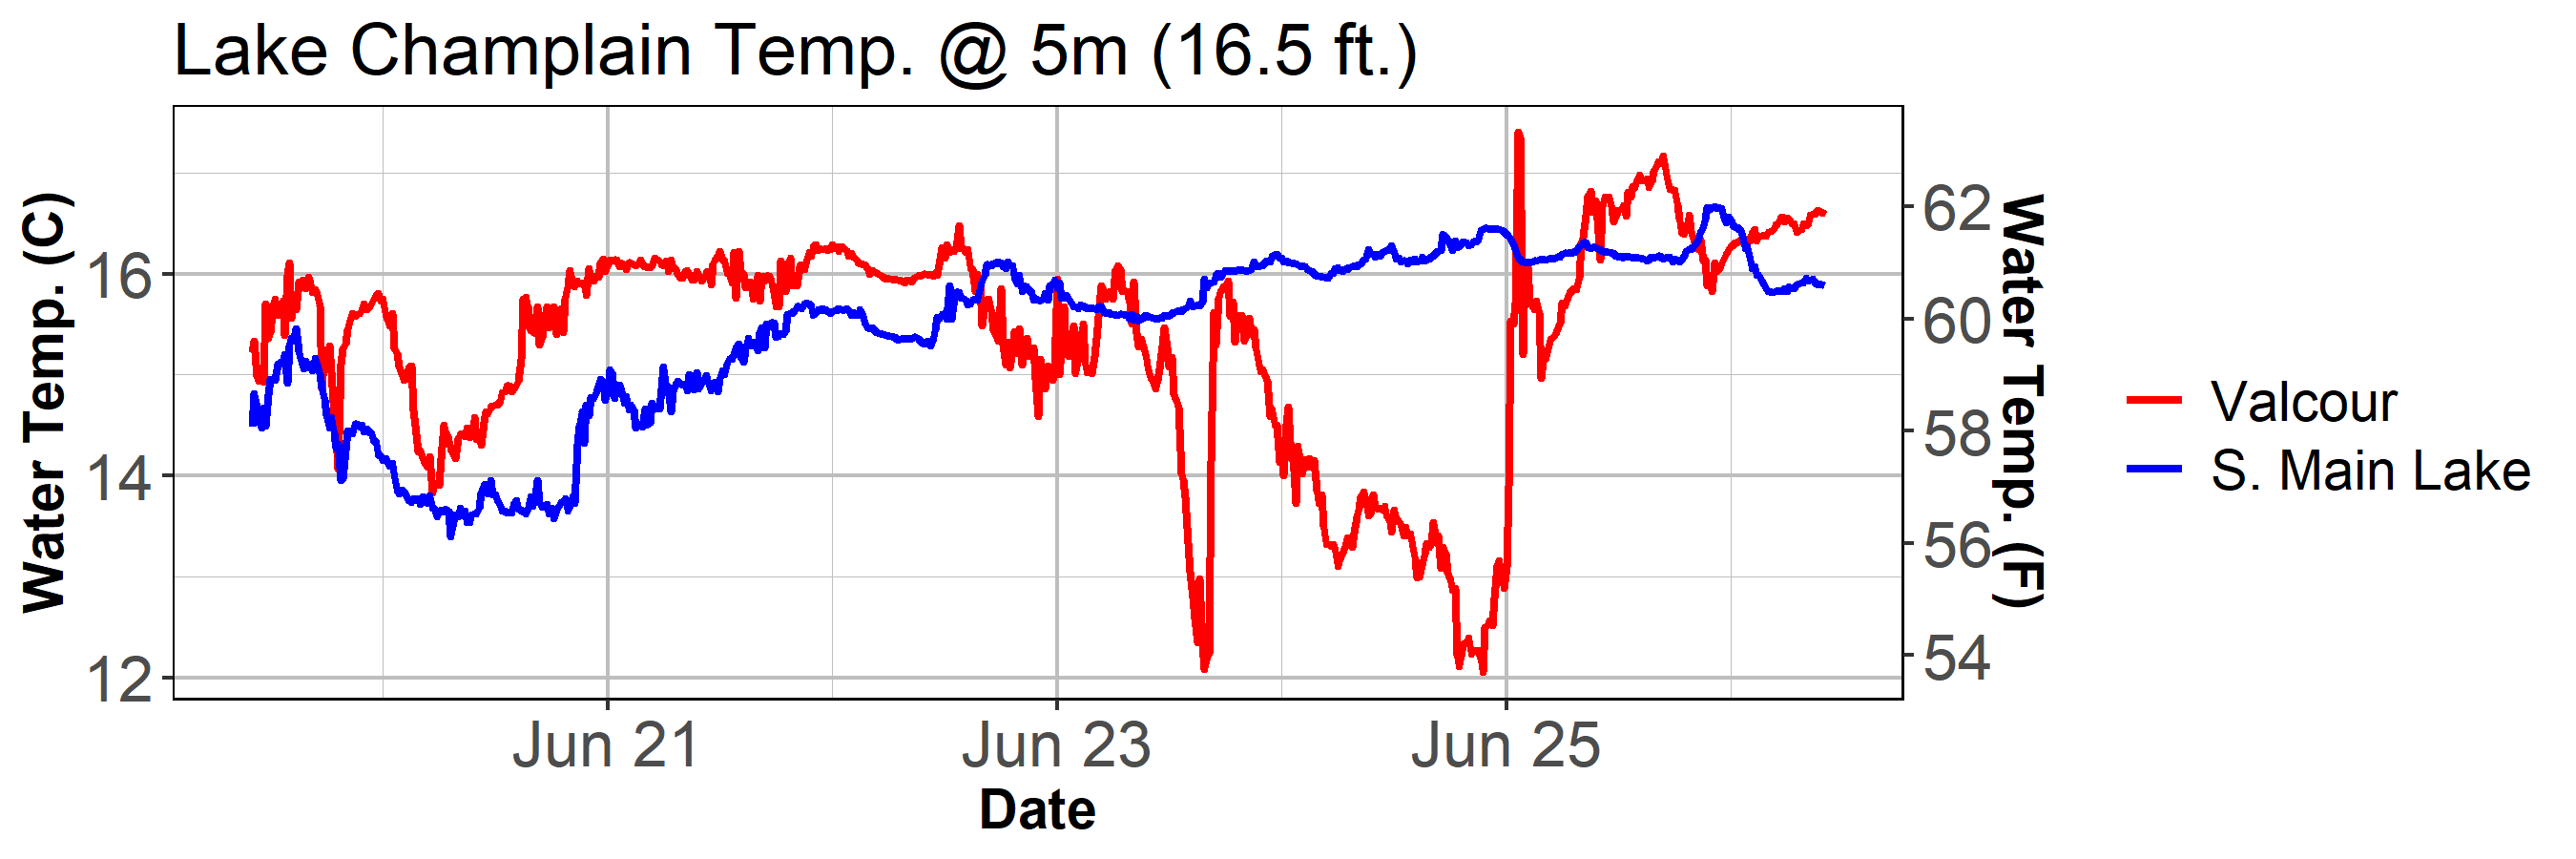 Lake Champlain Temp. @ 5m (16.5 ft.)
Water Temp. (C)
16
14
12
62
60
58
56
54
Water Temp. (F)
Jun 21
Jun 23
Jun 25
Date
Valcour
S. Main Lake